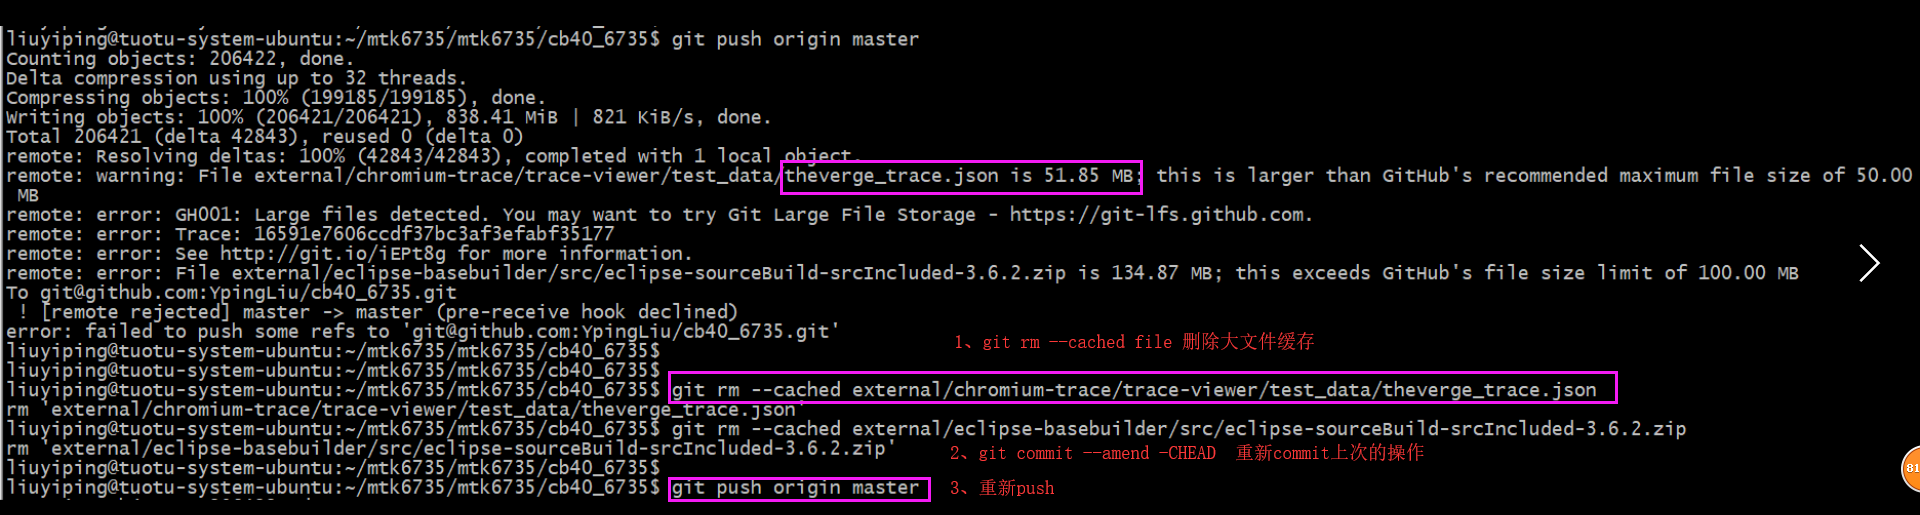 liuyiping@tuotu-system-ubuntu:~/mtk6735/mtk6735/cb40_6735$ git push origin master
Counting objects: 206422, done.
Delta compression using up to 32 threads.
Compressing objects: 100% (199185/199185), done.
Writing objects: 100% (206421/206421), 838.41 MiB | 821 KiB/s, done.
Total 206421 (delta 42843), reused 0 (delta 0)
remote: Resolving deltas: 100% (42843/42843), completed with 1 local object.
remote: warning: File external/chromium-trace/trace-viewer/test_data/theverge_trace.json is 51.85 MB; this is larger than GitHub's recommended maximum file size of 50.00
MB
remote: error: GH001: Large files detected. You may want to try Git Large File Storage - https://git-lfs.github.com.
remote: error: Trace: 16591e7606ccdf37bc3af3efabf35177
remote: error: See http://git.io/iEPt8g for more information.
remote: error: File external/eclipse-basebuilder/src/eclipse-sourceBuild-srcIncluded-3.6.2.zip is 134.87 MB; this exceeds GitHub's file size limit of 100.00 MB
To git@github.com:YpingLiu/cb40_6735.git
! [remote rejected] master -> master (pre-receive hook declined)
error: failed to push some refs to 'git@github.com:YpingLiu/cb40_6735.git'
liuyiping@tuotu-system-ubuntu:~/mtk6735/mtk6735/cb40_6735$
1、git rm --cached file 删除大文件缓存
liuyiping@tuotu-system-ubuntu:~/mtk6735/mtk6735/cb40_6735$
liuyiping@tuotu-system-ubuntu:~/mtk6735/mtk6735/cb40_6735$ git rm --cached external/chromium-trace/trace-viewer/test_data/theverge_trace.json
rm 'external/chromium-trace/trace-viewer/test_data/theverge_trace.json'
liuyiping@tuotu-system-ubuntu:~/mtk6735/mtk6735/cb40_6735$ git rm --cached external/eclipse-basebuilder/src/eclipse-sourceBuild-srcIncluded-3.6.2.zip
rm 'external/eclipse-basebuilder/src/eclipse-sourceBuild-srcIncluded-3.6.2.zip'
2、git commit --amend -CHEAD 重新commit上次的操作
liuyiping@tuotu-system-ubuntu:~/mtk6735/mtk6735/cb40_6735$
liuyiping@tuotu-system-ubuntu:~/mtk6735/mtk6735/cb40_6735$ git push origin master
3、重新push
81